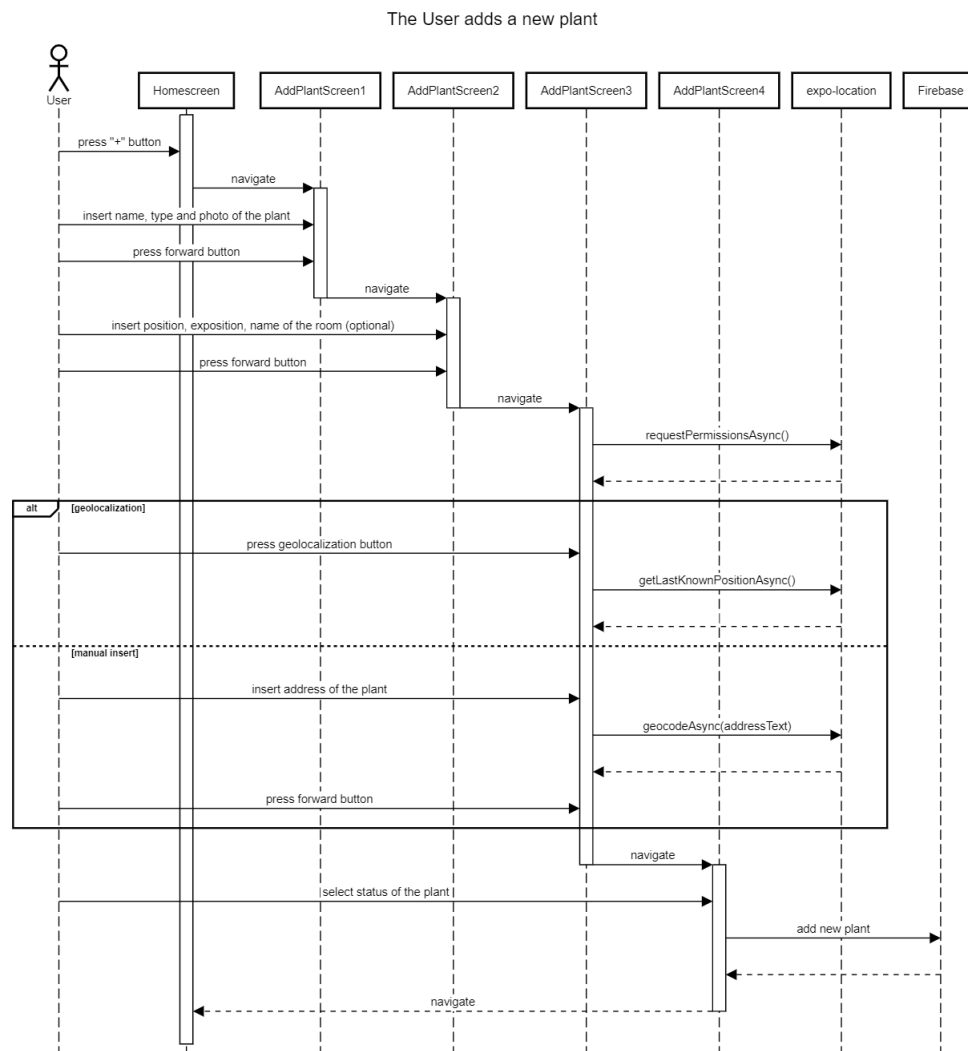 The User adds a new plant
User
Homescreen
AddPlantScreen1
AddPlantScreen2
AddPlantScreen3
AddPlantScreen4
expo-location
Firebase
press "+" button
navigate
insert name, type and photo of the plant
press forward button
navigate
insert position, exposition, name of the room (optional)
press forward button
navigate
requestPermissionsAsync()
alt
[geolocalization]
press geolocalization button
getLastKnownPositionAsync()
[manual insert]
insert address of the plant
geocodeAsync(addressText)
press forward button
navigate
select status of the plant
add new plant
navigate